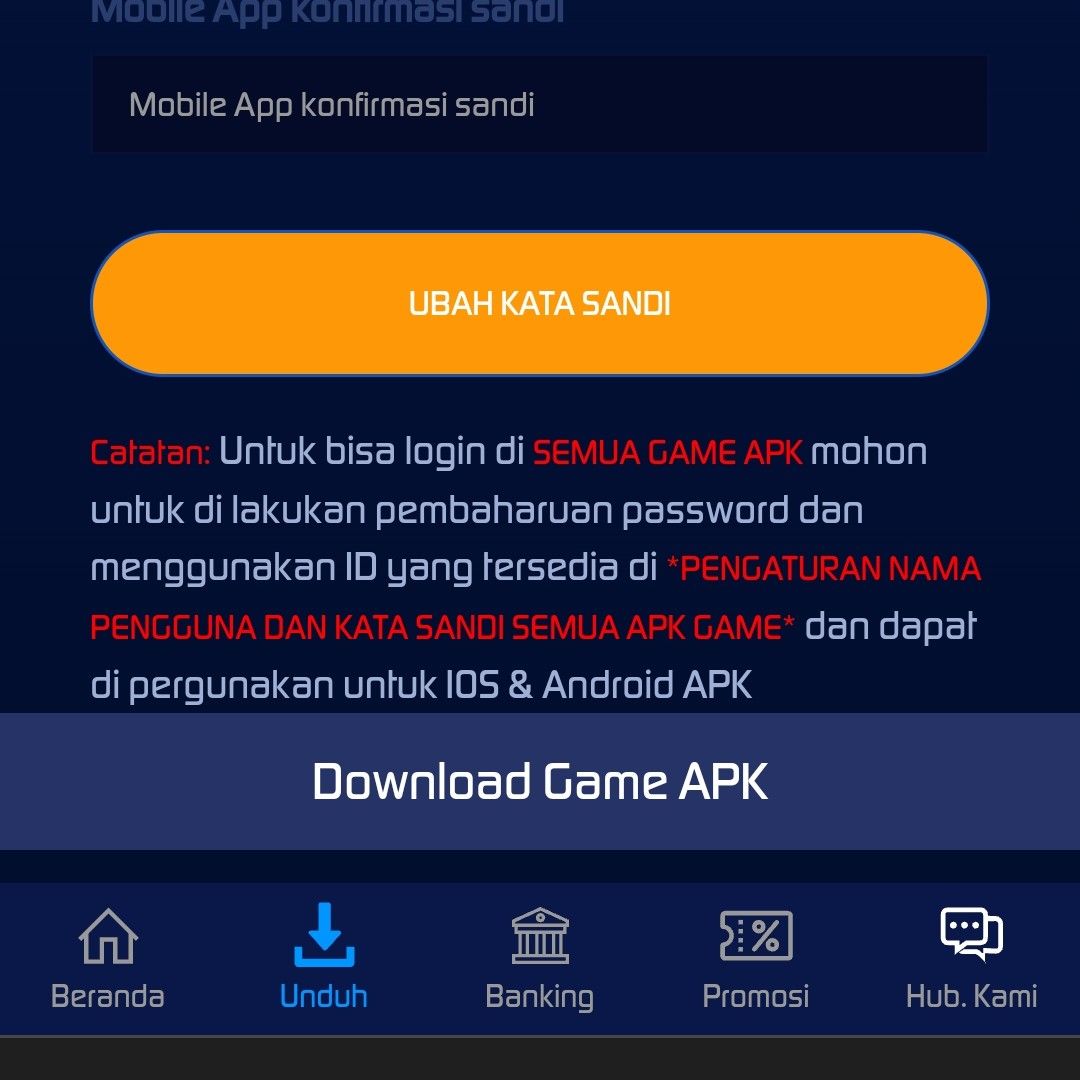 Mobile App konfirmasi sandi
Mobile App konfirmasi sandi
UBAH KATA SANDI
Catatan: Untuk bisa login di SEMUA GAME APK mohon
untuk di lakukan pembaharuan password dan
menggunakan ID yang tersedia di *PENGATURAN NAMA
PENGGUNA DAN KATA SANDI SEMUA APK GAME* dan dapat
di pergunakan untuk IOS & Android APK
Download Game APK
Beranda
Unduh
Banking
Promosi
Hub. Kami